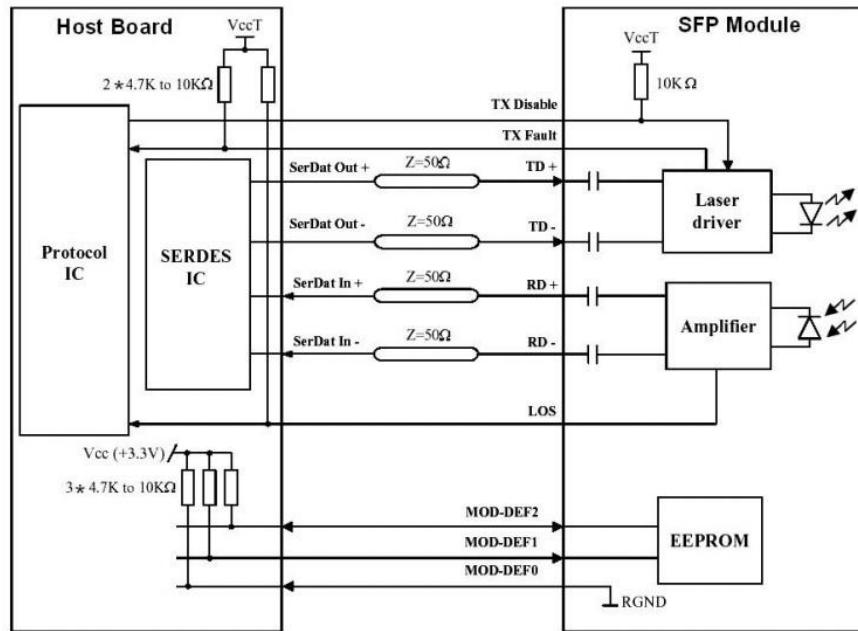 Host Board
SFP Module
VccT
VccT
2*4.7K to 10KΩ
10KΩ
TX Disable
TX Fault
SerDat Out +
Z=50Ω
TD +
SerDat Out -
Z=50Ω
TD -
Laser
driver
Protocol
IC
SERDES
IC
SerDat In +
Z=50Ω
RD +
SerDat In -
Z=50Ω
RD -
Amplifier
LOS
Vcc (+3.3V)
3*4.7K to 10KΩ
MOD-DEF2
MOD-DEF1
MOD-DEF0
EEPROM
RGND